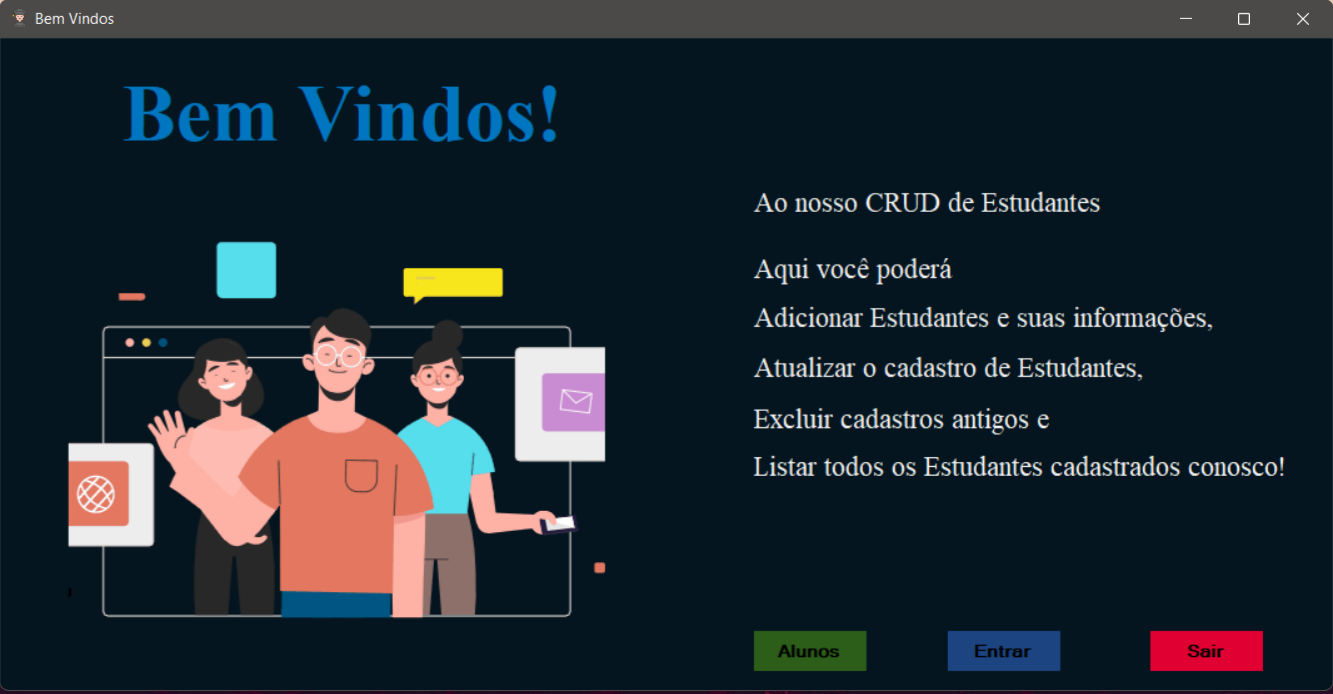 Bem Vindos
Bem Vindos!
Ao nosso CRUD de Estudantes
Aqui você poderá
Adicionar Estudantes e suas informações,
Atualizar o cadastro de Estudantes,
Excluir cadastros antigos e
Listar todos os Estudantes cadastrados conosco!
Alunos
Entrar
Sair